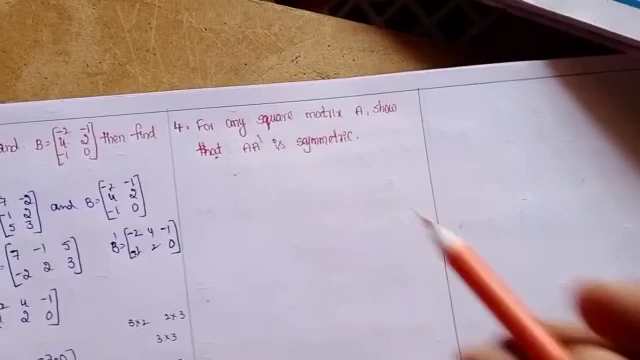 and B = [-2 -1 4 2 -1 0] then find
7 -2
1 2
5 3
and B = [-2 -1 4 2 -1 0]
= [7 -1 5 -2 2 3]
B' = [-2 4 -1 -1 2 0]
4 -1
2 0
3×2 2×3
3×3
4. For any square matrix A, show
that AA' is symmetric.